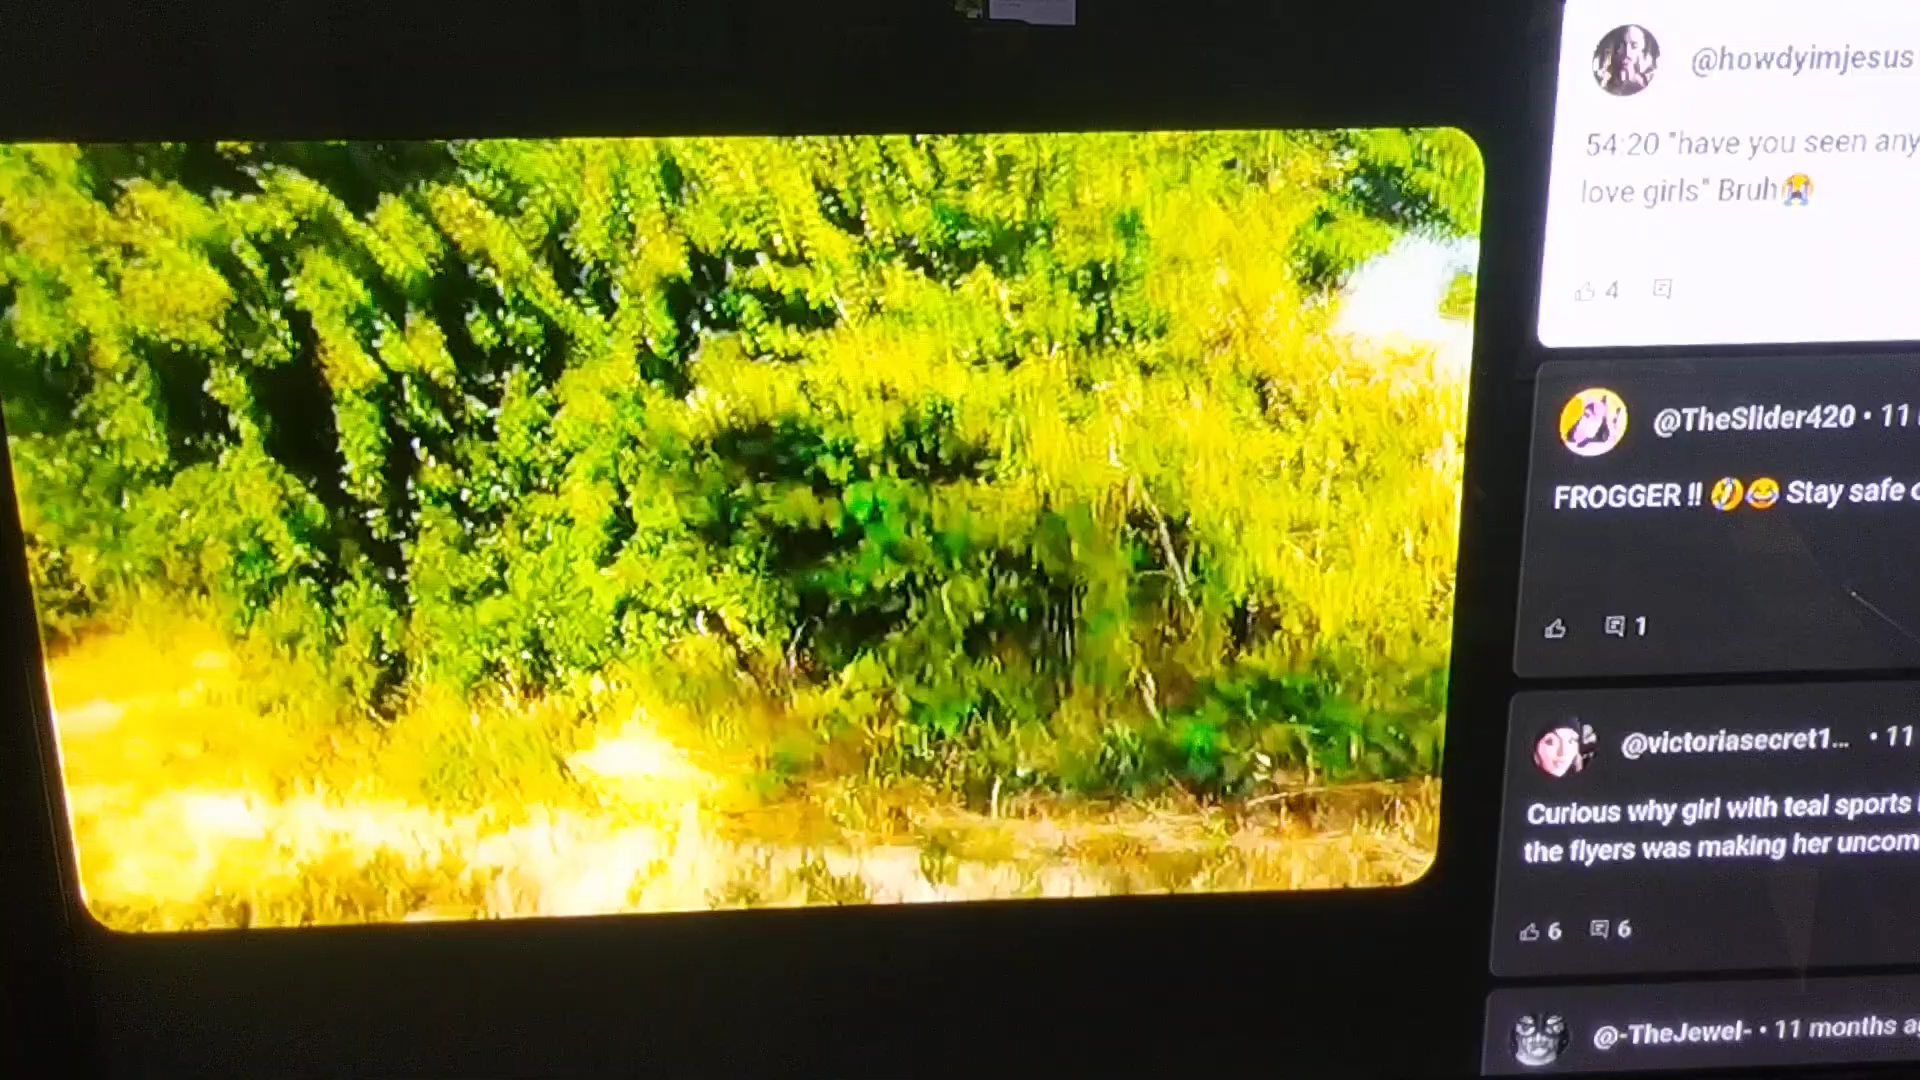 @howdyimjesus
54:20 "have you seen any
love girls" Bruh😭
4
@TheSlider420 • 11
FROGGER !! 🤣😂 Stay safe
1
@victoriasecret1... • 11
Curious why girl with teal sports
the flyers was making her uncom
6 6
@-TheJewel- • 11 months